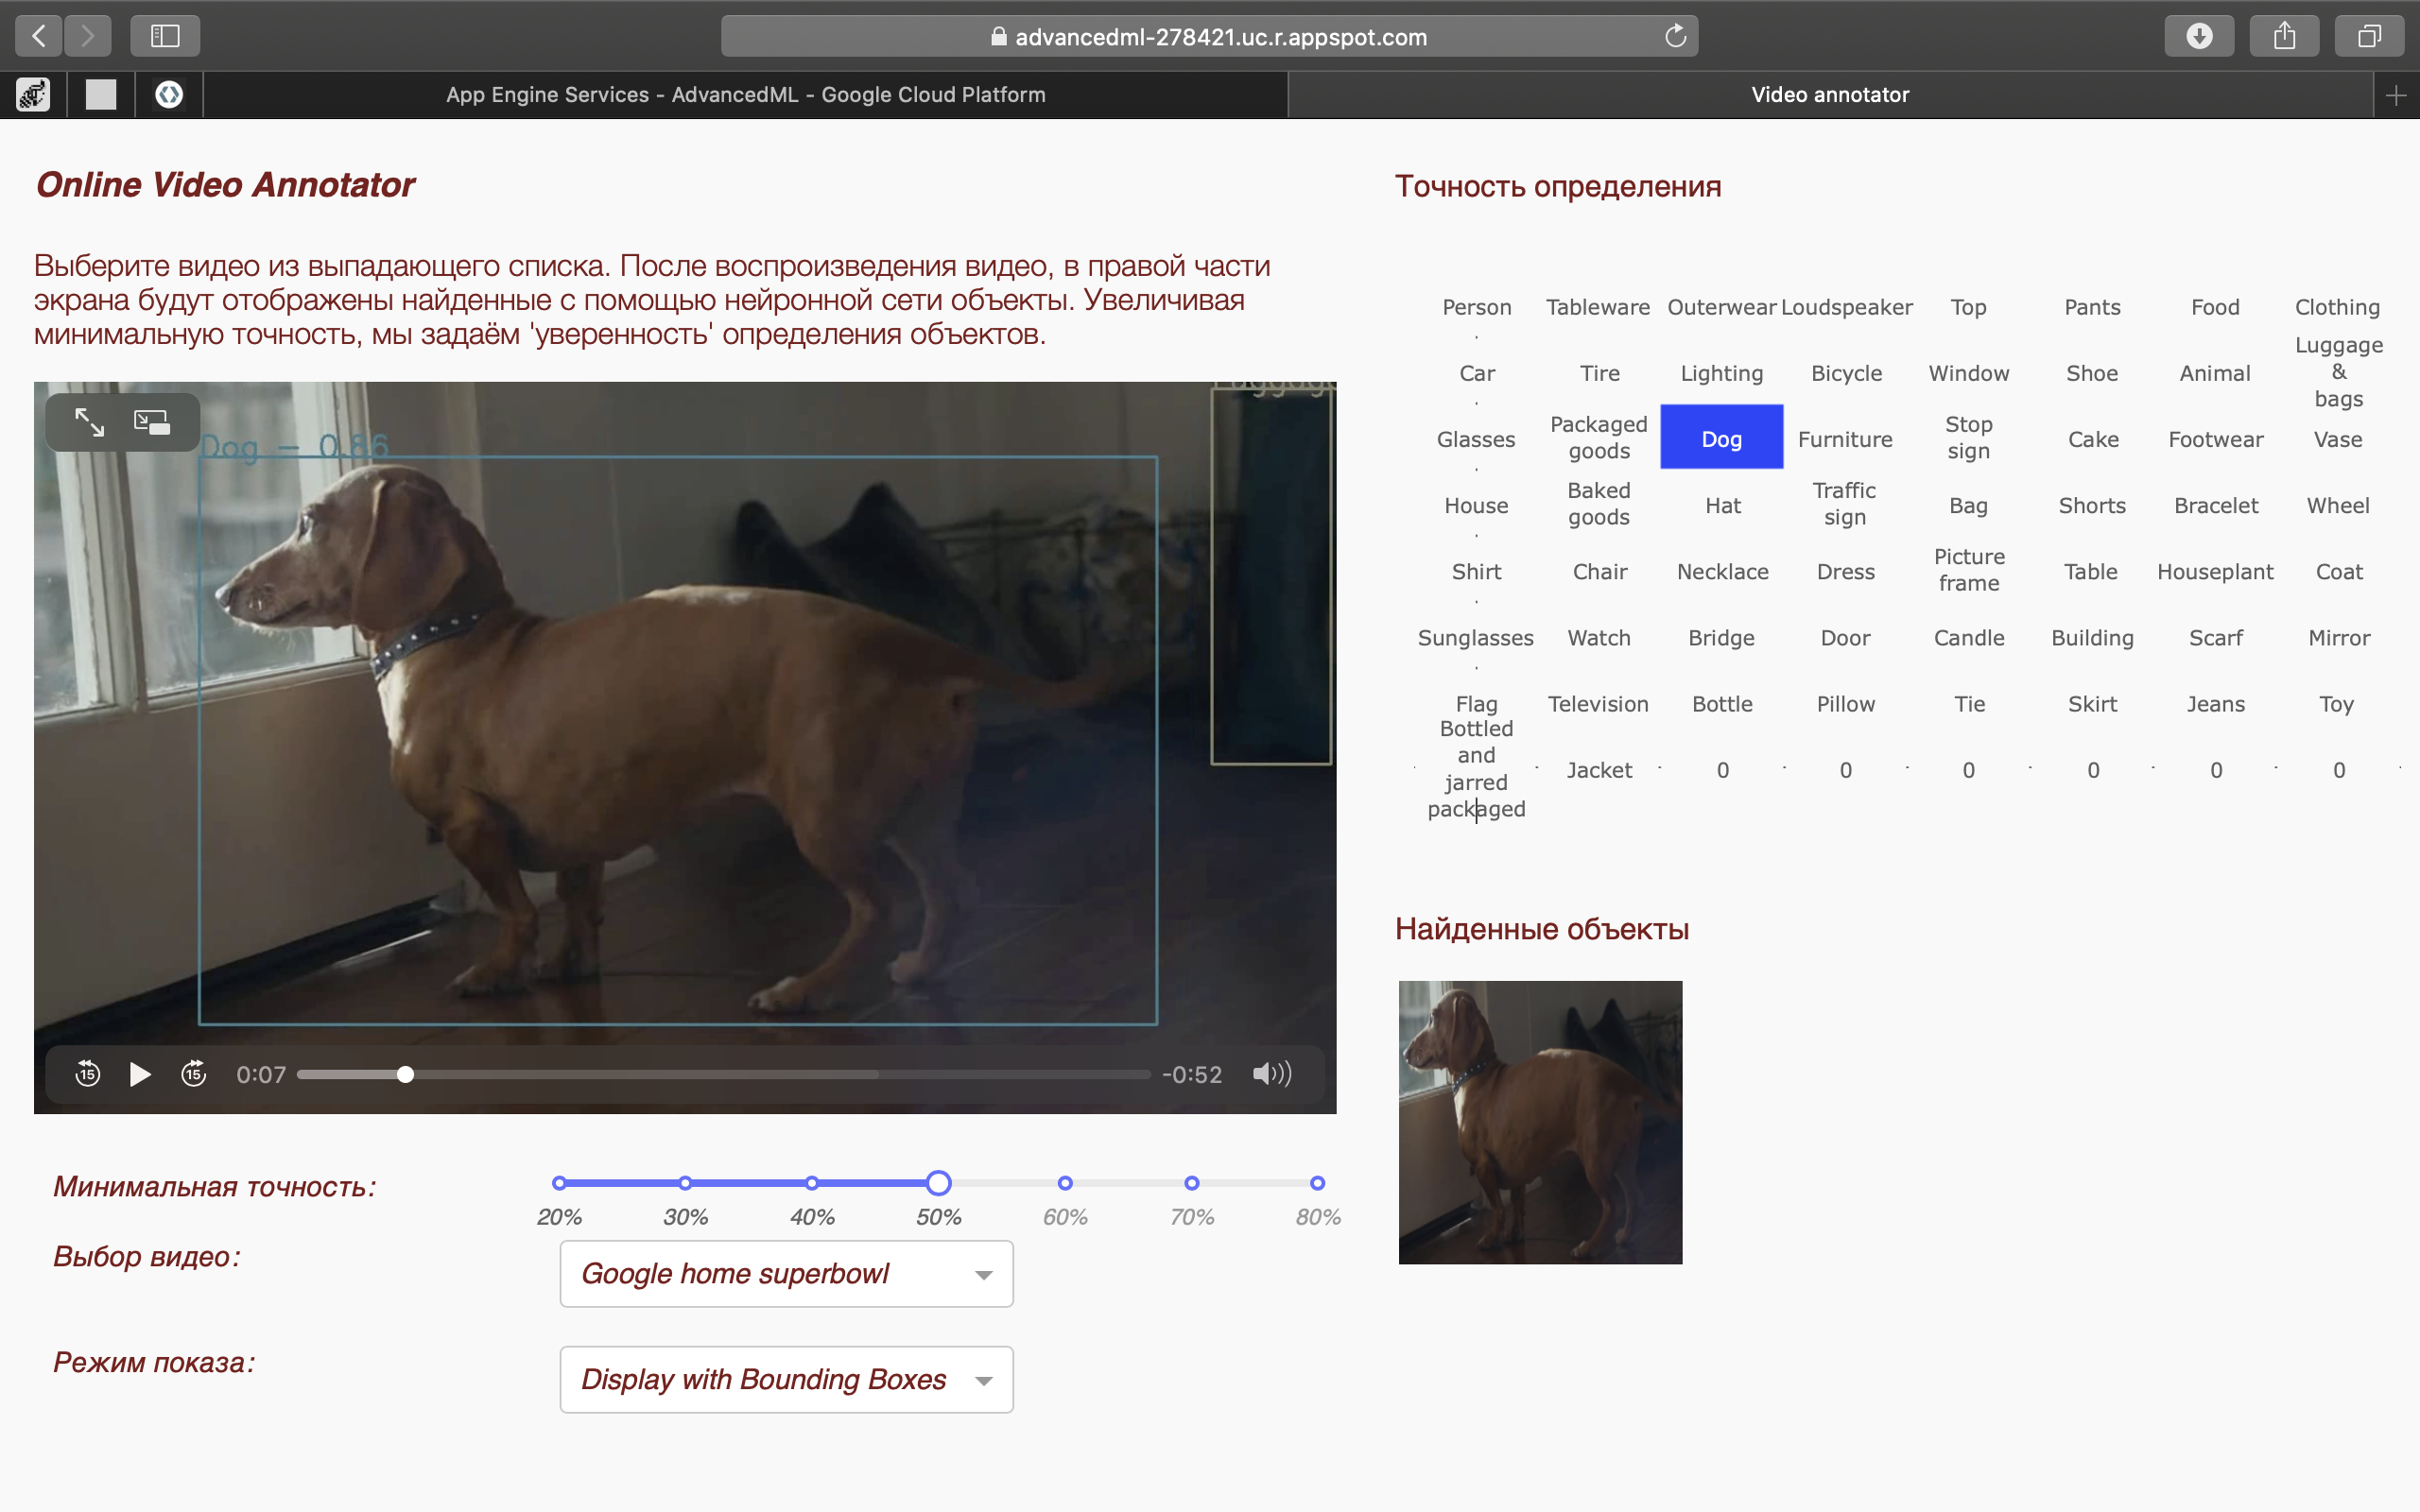 advancedml-278421.uc.r.appspot.com
App Engine Services - AdvancedML - Google Cloud Platform
Video annotator
Online Video Annotator
Выберите видео из выпадающего списка. После воспроизведения видео, в правой части
экрана будут отображены найденные с помощью нейронной сети объекты. Увеличивая
минимальную точность, мы задаём 'уверенность' определения объектов.
Dog – 0.86
15
15
0:07
-0:52
Минимальная точность:
20% 30% 40% 50% 60% 70% 80%
Выбор видео:
Google home superbowl
Режим показа:
Display with Bounding Boxes
Точность определения
Person Tableware Outerwear Loudspeaker Top Pants Food Clothing
Car Tire Lighting Bicycle Window Shoe Animal Luggage
&
bags
Glasses Packaged
goods
Dog Furniture Stop
sign
Cake Footwear Vase
House Baked
goods
Hat Traffic
sign
Bag Shorts Bracelet Wheel
Shirt Chair Necklace Dress Picture
frame
Table Houseplant Coat
Sunglasses Watch Bridge Door Candle Building Scarf Mirror
Flag Television Bottle Pillow Tie Skirt Jeans Toy
Bottled
and
jarred
packaged
Jacket 0 0 0 0 0 0
Найденные объекты